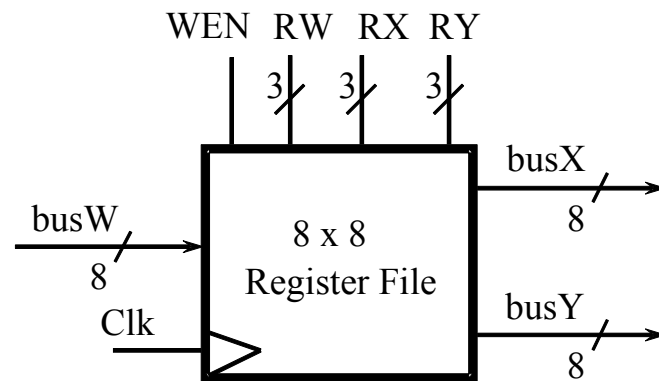 WEN RW RX RY
3 3 3
busX
8
busW
8
8 x 8
Register File
Clk
busY
8